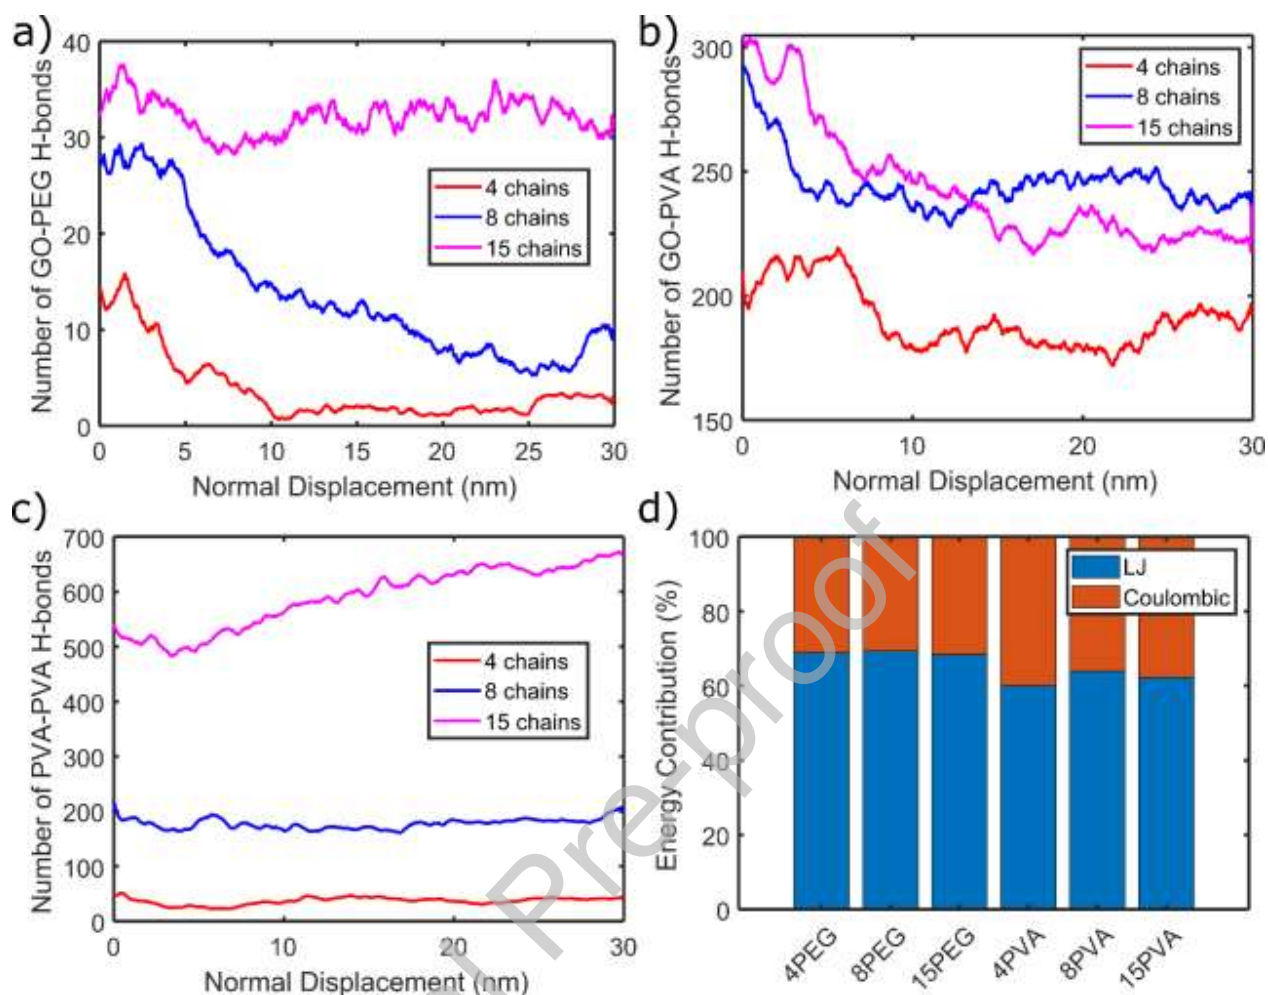 a)
Number of GO-PEG H-bonds
40
30
20
10
0
0 5 10 15 20 25 30
Normal Displacement (nm)
4 chains
8 chains
15 chains
b)
Number of GO-PVA H-bonds
300
250
200
150
0 10 20 30
Normal Displacement (nm)
4 chains
8 chains
15 chains
c)
Number of PVA-PVA H-bonds
700
600
500
400
300
200
100
0
0 10 20 30
Normal Displacement (nm)
4 chains
8 chains
15 chains
d)
Energy Contribution (%)
100
80
60
40
20
0
4PEG 8PEG 15PEG 4PVA 8PVA 15PVA
LJ
Coulombic
Pre-proof